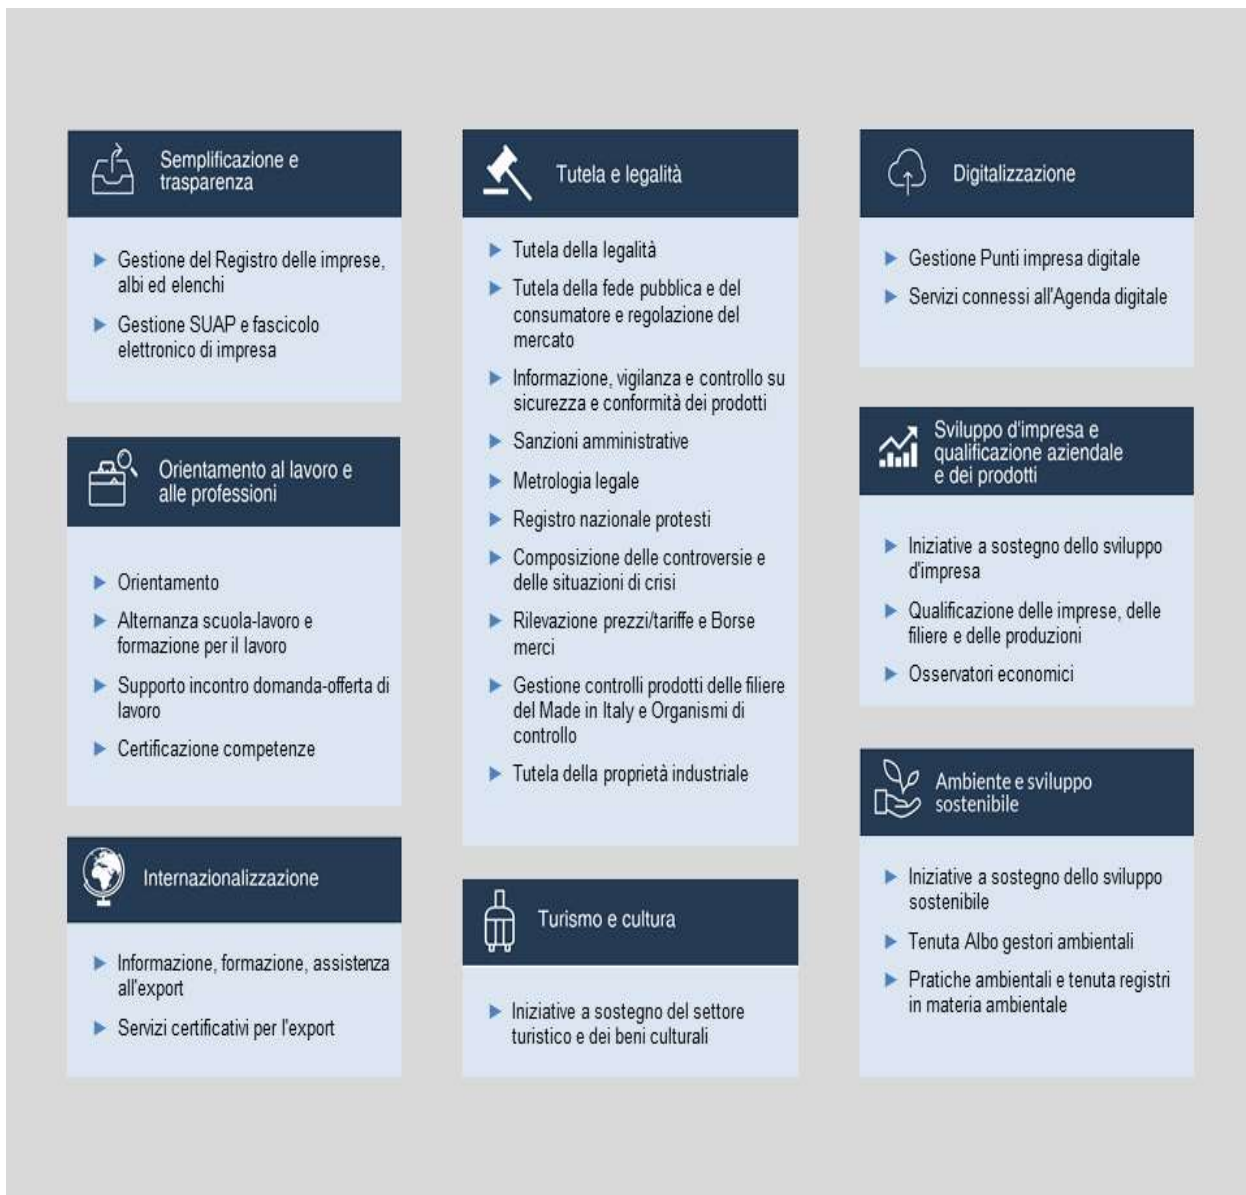 Semplificazione e
trasparenza
Gestione del Registro delle imprese,
albi ed elenchi
Gestione SUAP e fascicolo
elettronico di impresa
Orientamento al lavoro e
alle professioni
Orientamento
Alternanza scuola-lavoro e
formazione per il lavoro
Supporto incontro domanda-offerta di
lavoro
Certificazione competenze
Internazionalizzazione
Informazione, formazione, assistenza
all'export
Servizi certificativi per l'export
Tutela e legalità
Tutela della legalità
Tutela della fede pubblica e del
consumatore e regolazione del
mercato
Informazione, vigilanza e controllo su
sicurezza e conformità dei prodotti
Sanzioni amministrative
Metrologia legale
Registro nazionale protesti
Composizione delle controversie e
delle situazioni di crisi
Rilevazione prezzi/tariffe e Borse
merci
Gestione controlli prodotti delle filiere
del Made in Italy e Organismi di
controllo
Tutela della proprietà industriale
Turismo e cultura
Iniziative a sostegno del settore
turistico e dei beni culturali
Digitalizzazione
Gestione Punti impresa digitale
Servizi connessi all'Agenda digitale
Sviluppo d'impresa e
qualificazione aziendale
e dei prodotti
Iniziative a sostegno dello sviluppo
d'impresa
Qualificazione delle imprese, delle
filiere e delle produzioni
Osservatori economici
Ambiente e sviluppo
sostenibile
Iniziative a sostegno dello sviluppo
sostenibile
Tenuta Albo gestori ambientali
Pratiche ambientali e tenuta registri
in materia ambientale